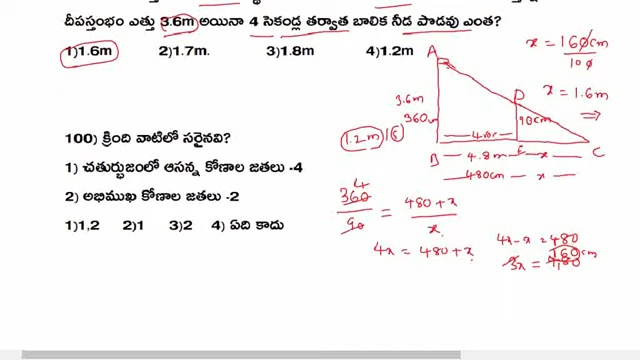 దీపస్తంభం ఎత్తు 3.6m అయినా 4 సెకండ్ల తర్వాత బాలిక నీడ పొడవు ఎంత?
1)1.6m 2)1.7m. 3)1.8m 4)1.2m
100) క్రింది వాటిలో సరైనవి?
1) చతుర్భుజంలో ఆసన్న కోణాల జతలు -4
2) అభిముఖ కోణాల జతలు -2
1)1,2 2)1 3)2 4) ఏది కాదు
x = 160cm
100
x = 1.6m
⇒
A
D
3.6m
360cm
90cm
1.2m/s
B E C
4.8m x
480cm x
4
360/90 = (480+x)/x
4x = 480+x
4x-x = 480
160cm
3x = 480